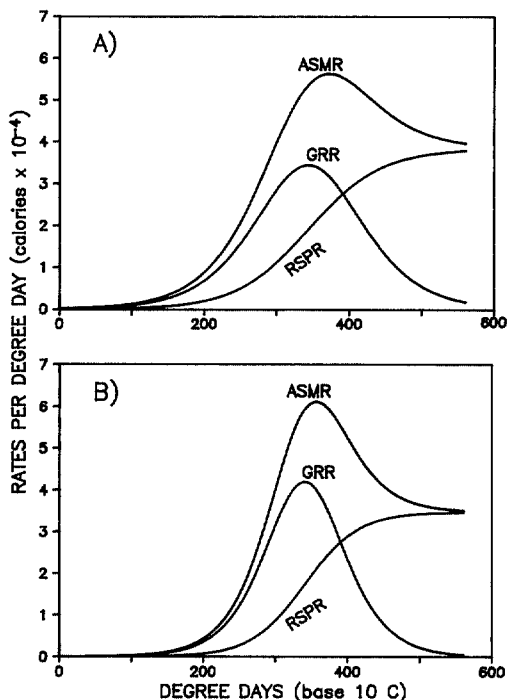 RATES PER DEGREE DAY (calories x 10⁻⁴)
A)
7
6
5
4
3
2
1
0
ASMR
GRR
RSPR
0 200 400 600
B)
7
6
5
4
3
2
1
0
ASMR
GRR
RSPR
0 200 400 600
DEGREE DAYS (base 10 C)